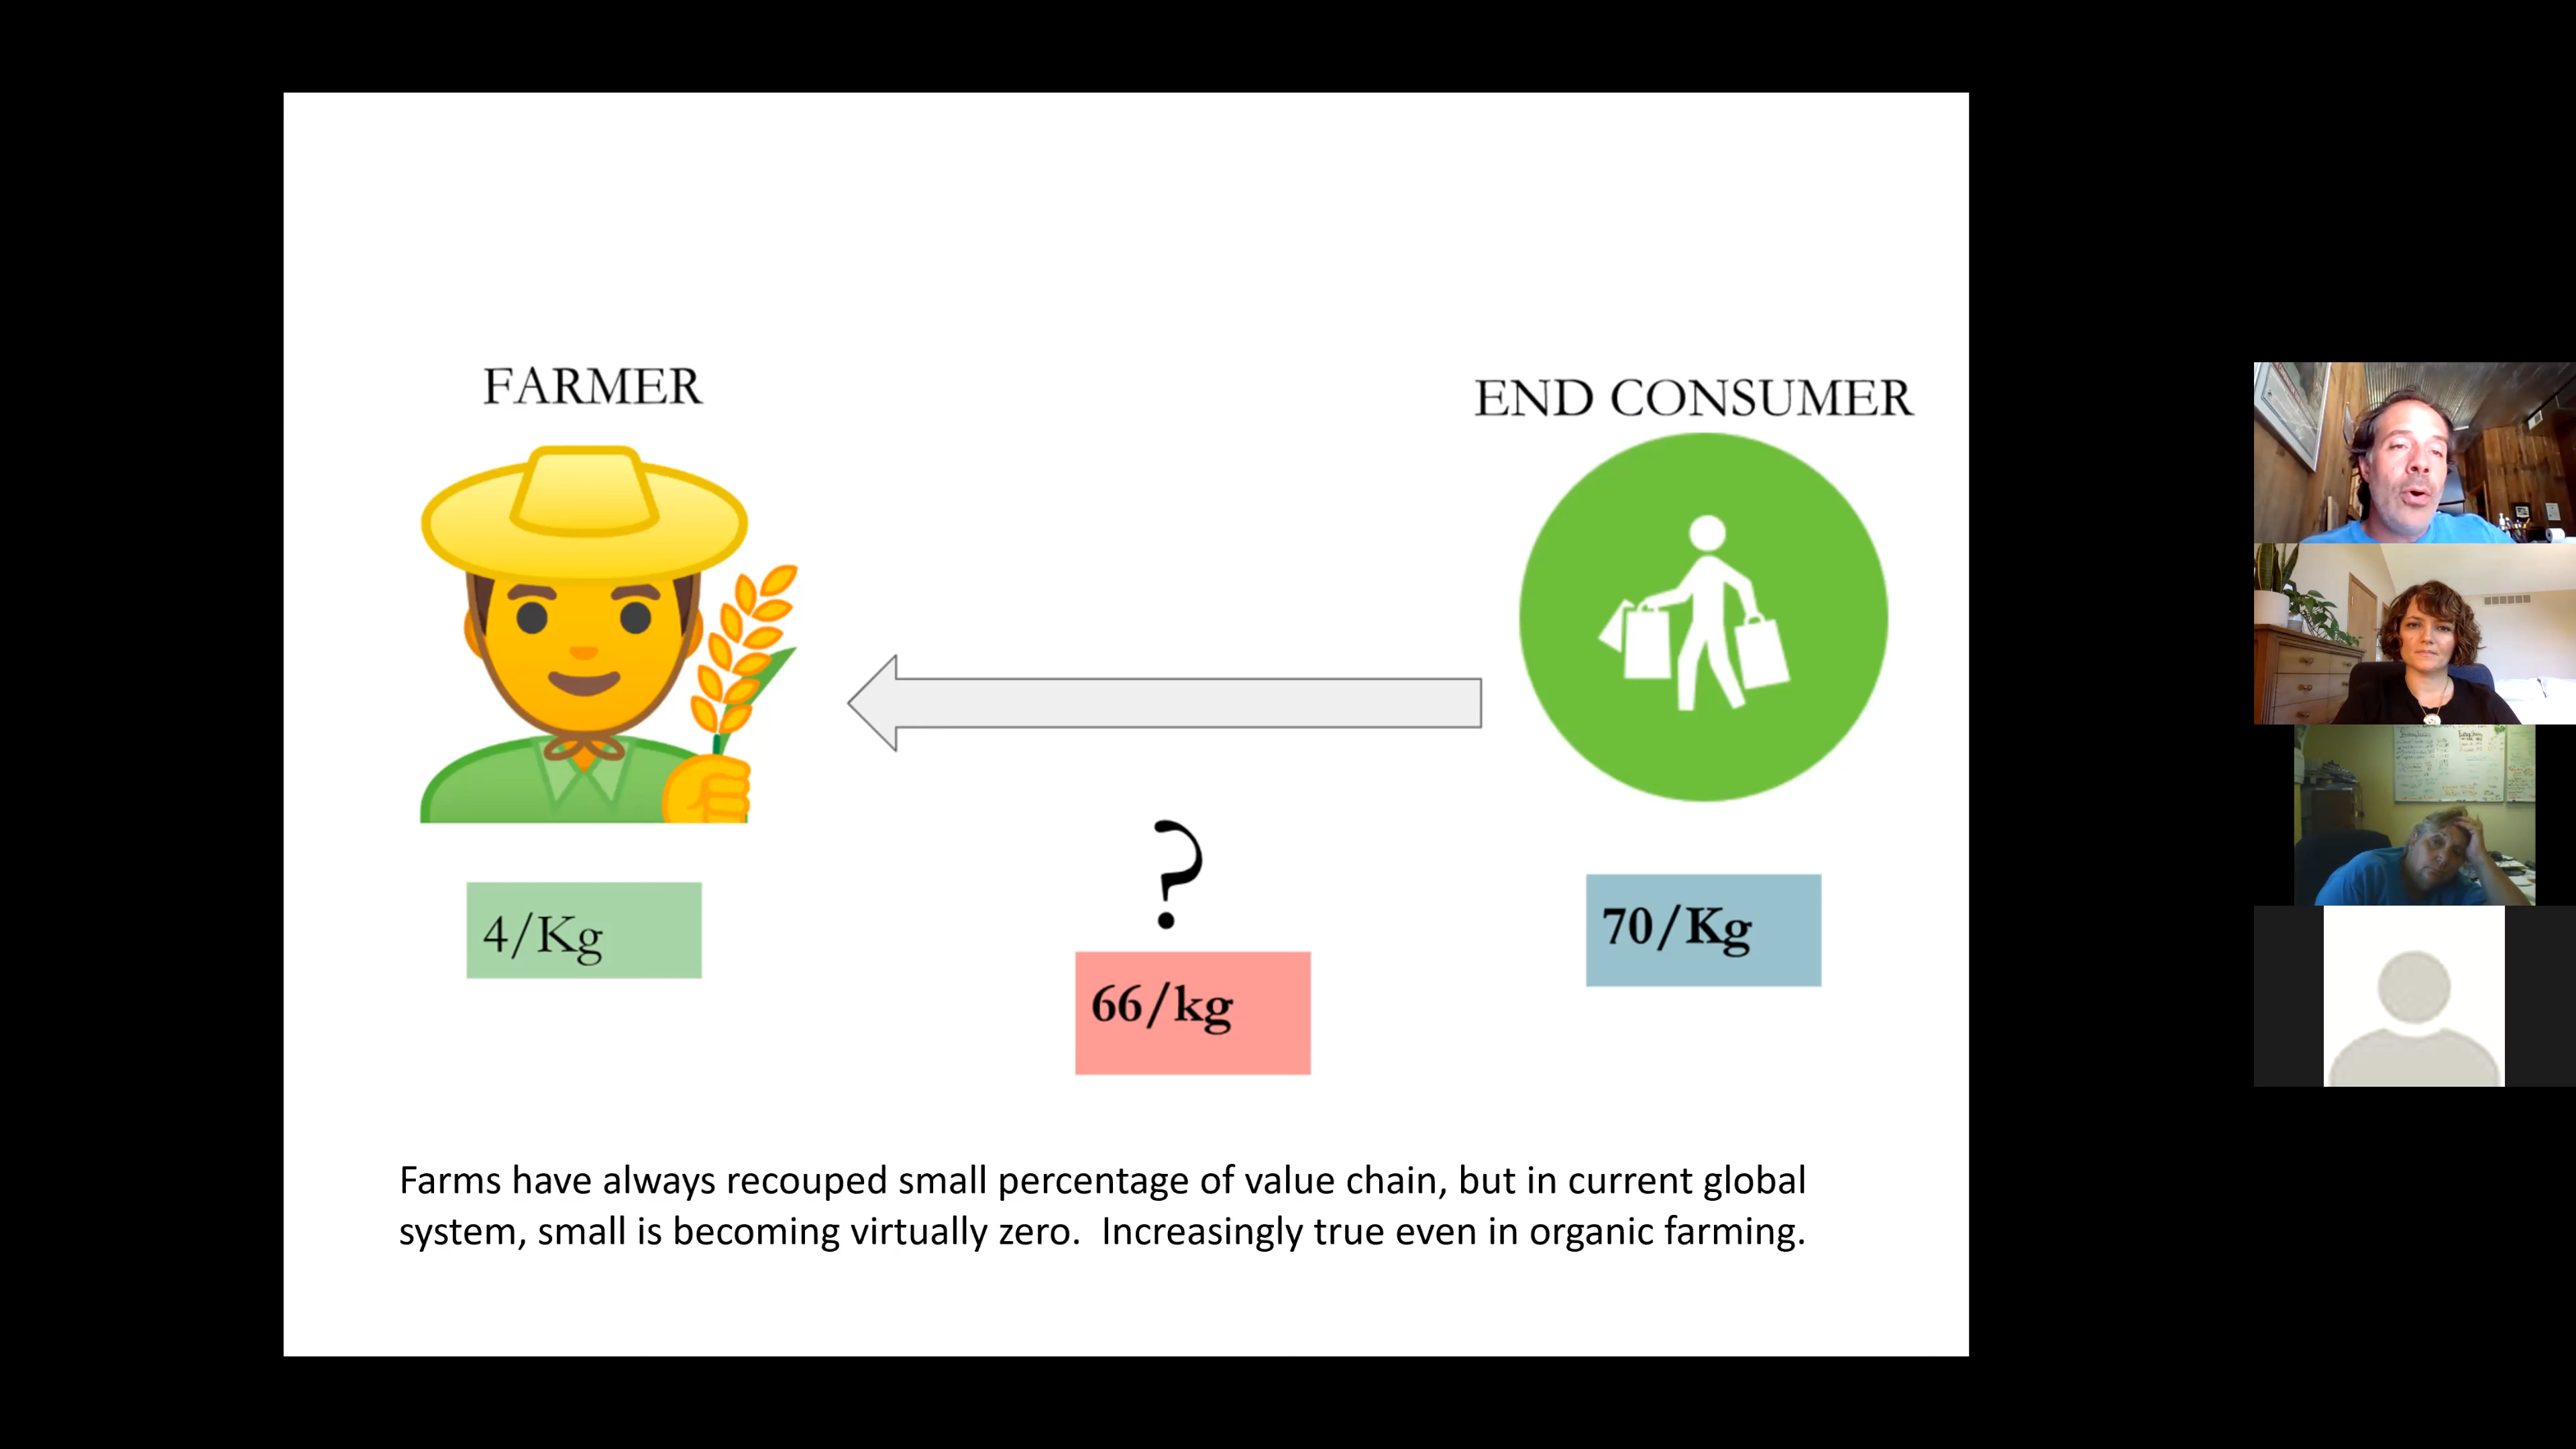 FARMER
END CONSUMER
?
4/Kg
70/Kg
66/kg
Farms have always recouped small percentage of value chain, but in current global
system, small is becoming virtually zero.  Increasingly true even in organic farming.